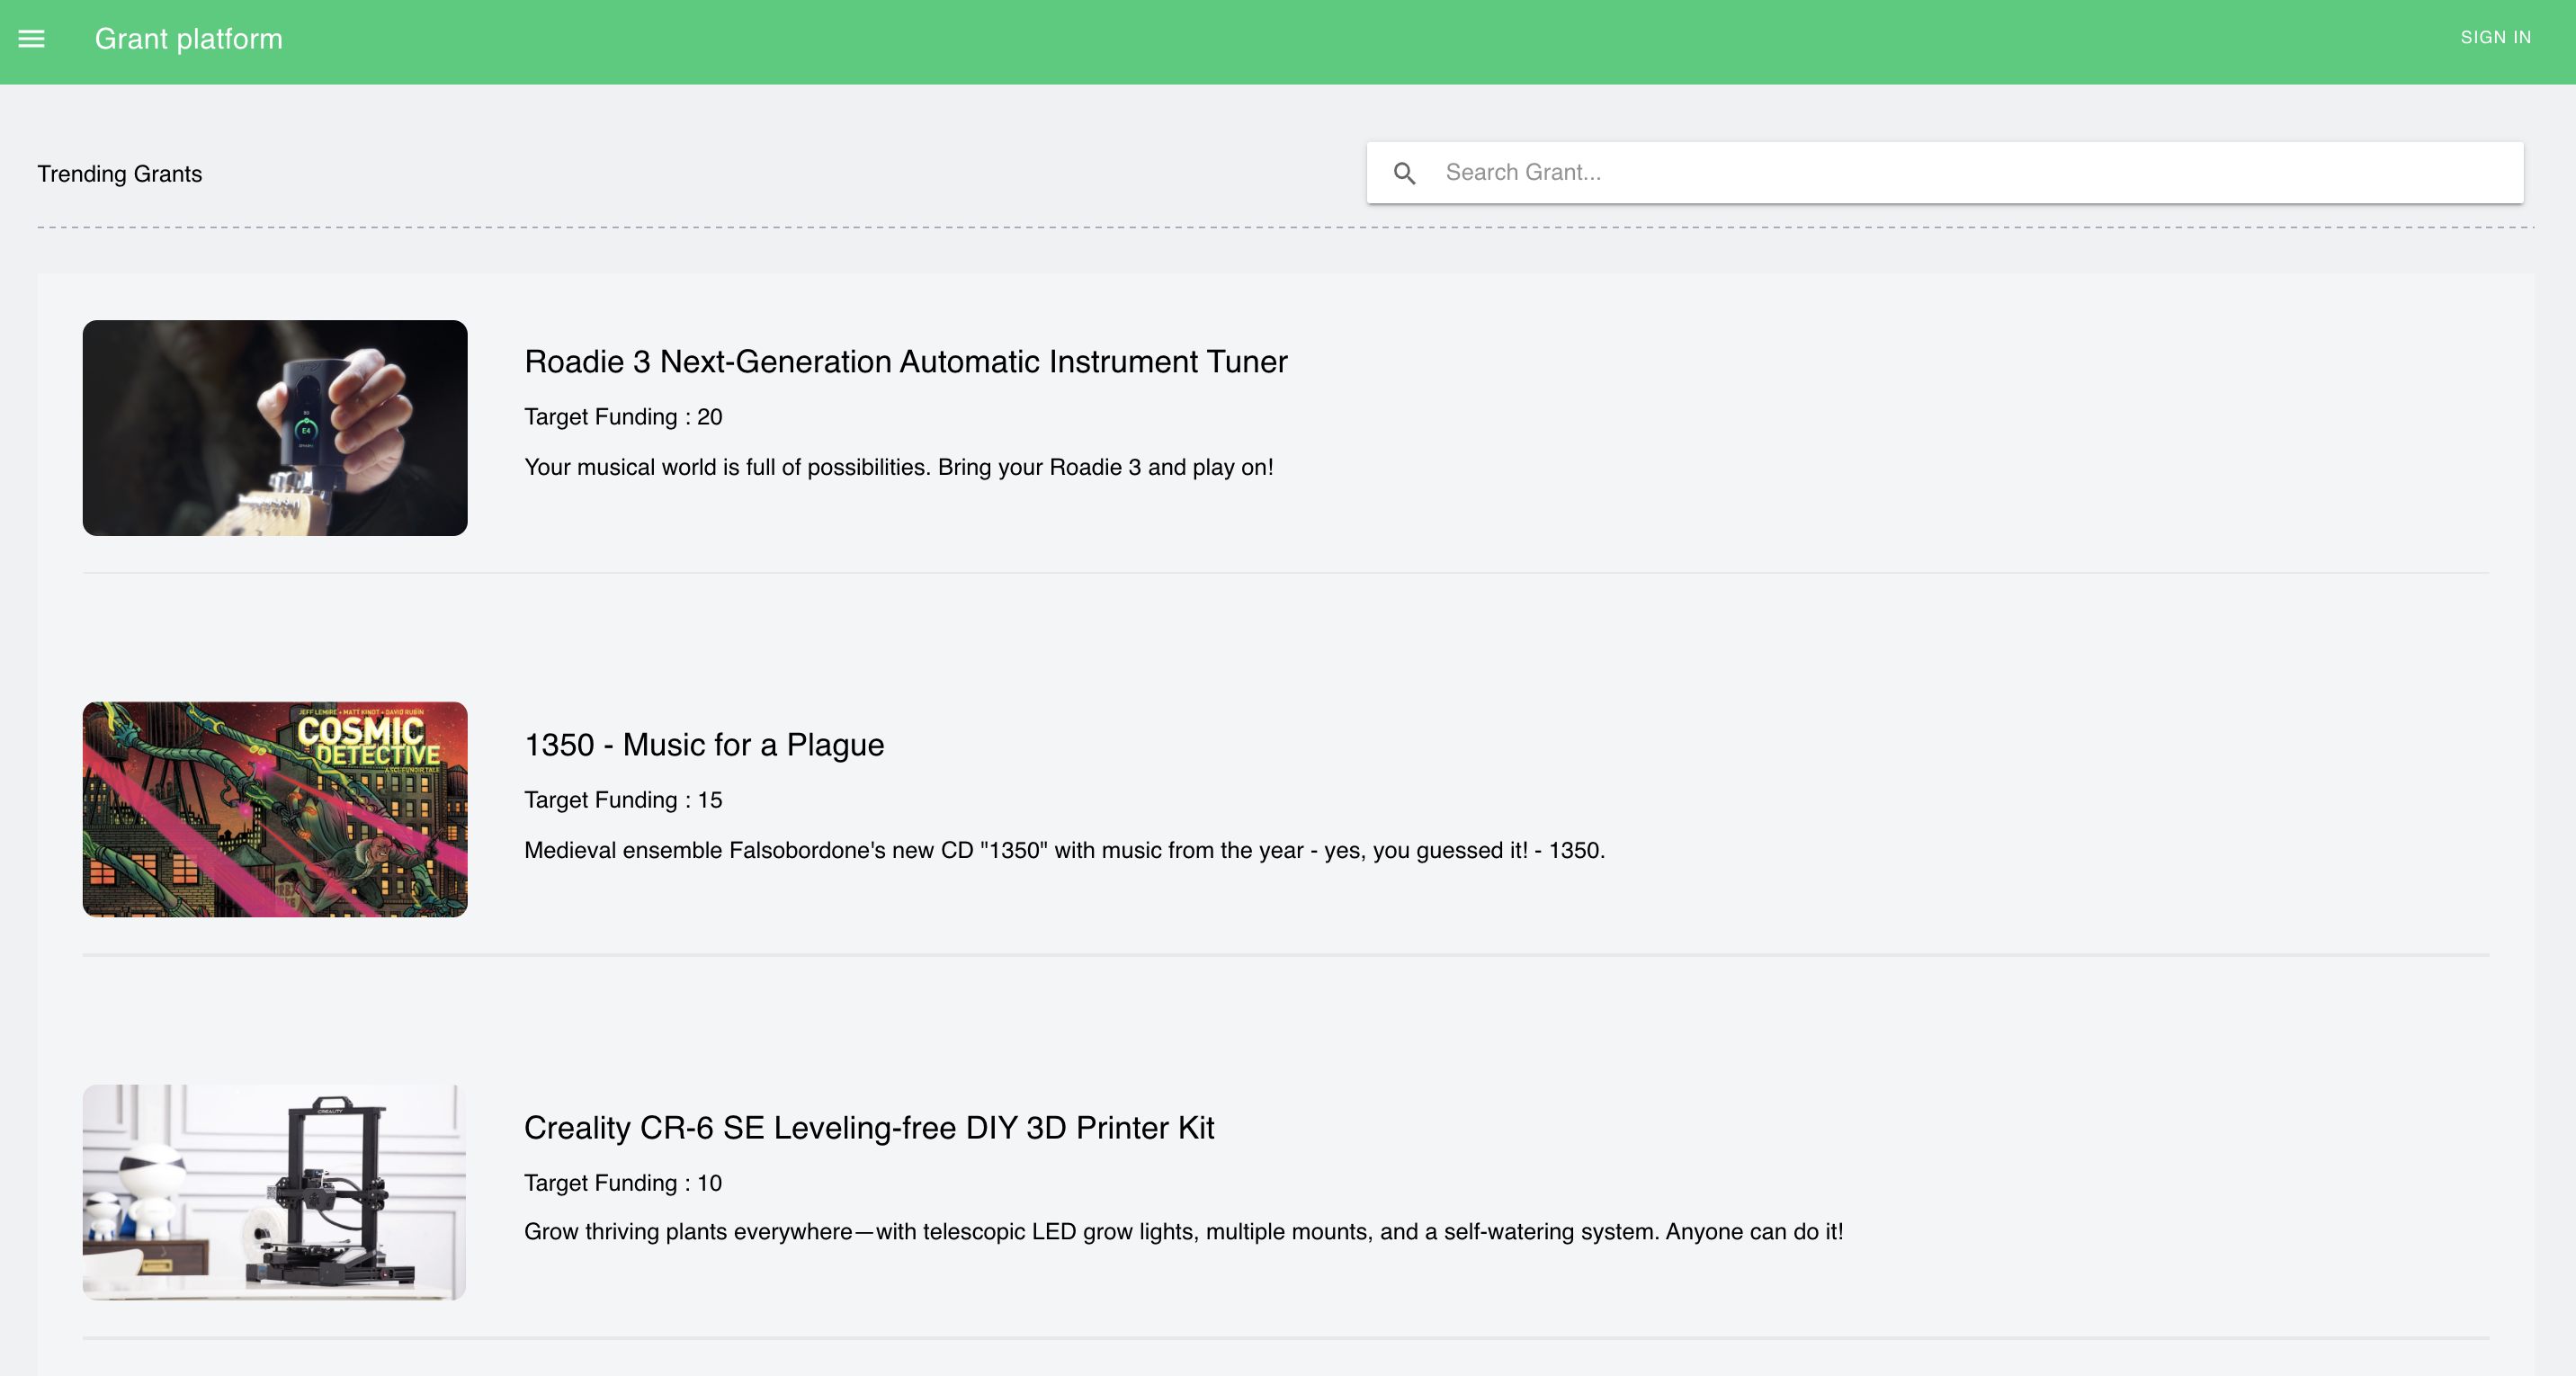 Grant platform
SIGN IN
Trending Grants
Search Grant...
Roadie 3 Next-Generation Automatic Instrument Tuner
Target Funding : 20
Your musical world is full of possibilities. Bring your Roadie 3 and play on!
E4
JEFF LEMIRE • MATT KINDT • DAVID RUBÍN
COSMIC
DETECTIVE
1350 - Music for a Plague
Target Funding : 15
Medieval ensemble Falsobordone's new CD "1350" with music from the year - yes, you guessed it! - 1350.
CREALITY
Creality CR-6 SE Leveling-free DIY 3D Printer Kit
Target Funding : 10
Grow thriving plants everywhere—with telescopic LED grow lights, multiple mounts, and a self-watering system. Anyone can do it!